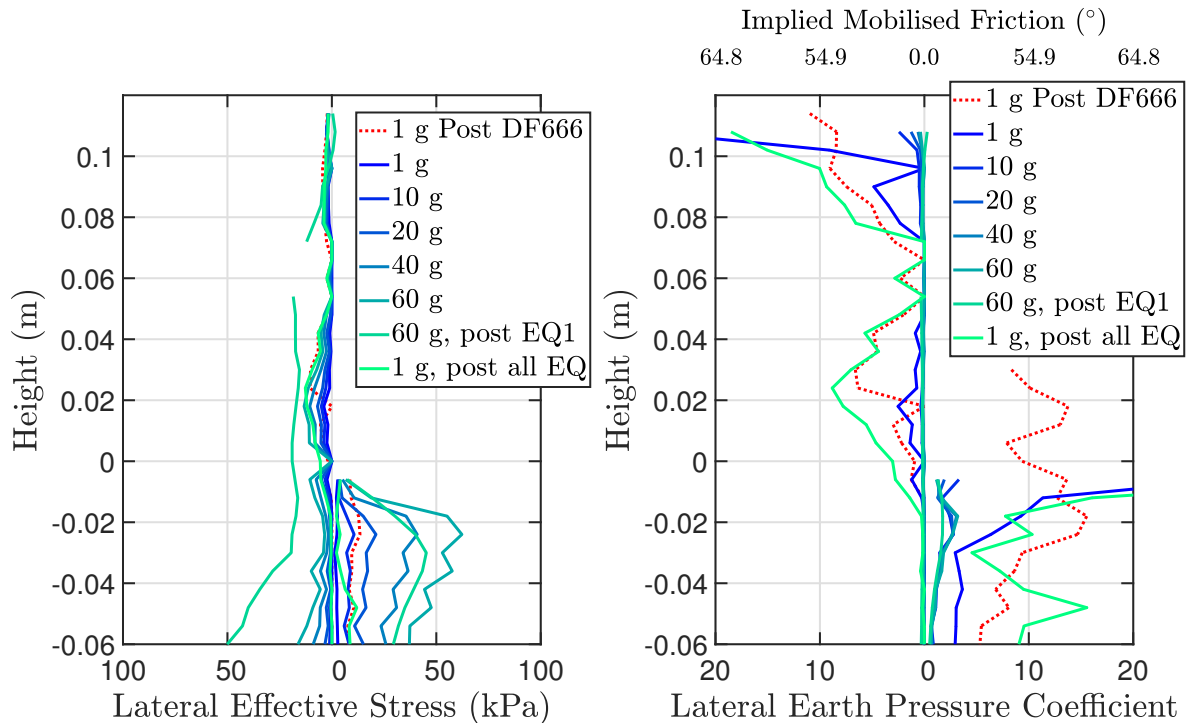 Implied Mobilised Friction (°)
64.8 54.9 0.0 54.9 64.8
1 g Post DF666
1 g
10 g
20 g
40 g
60 g
60 g, post EQ1
1 g, post all EQ
0.1
0.08
0.06
0.04
0.02
0
-0.02
-0.04
-0.06
Height (m)
100 50 0 50 100
Lateral Effective Stress (kPa)
1 g Post DF666
1 g
10 g
20 g
40 g
60 g
60 g, post EQ1
1 g, post all EQ
0.1
0.08
0.06
0.04
0.02
0
-0.02
-0.04
-0.06
Height (m)
20 10 0 10 20
Lateral Earth Pressure Coefficient